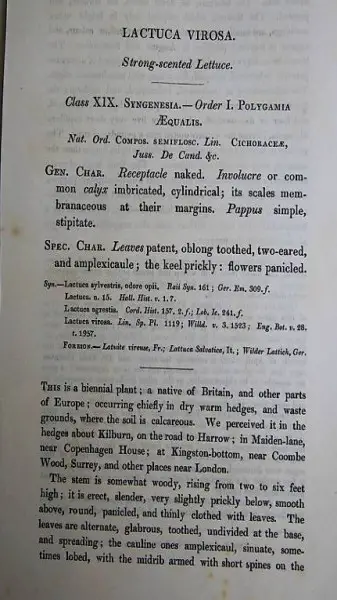 LACTUCA VIROSA.
Strong-scented Lettuce.
Class XIX. SYNGENESIA.—Order I. POLYGAMIA
ÆQUALIS.
Nat. Ord. COMPOS. SEMIFLOSC. Lin. CICHORACEÆ,
Juss. De Cand. &c.
GEN. CHAR. Receptacle naked. Involucre or com-
mon calyx imbricated, cylindrical; its scales mem-
branaceous at their margins. Pappus simple,
stipitate.
SPEC. CHAR. Leaves patent, oblong toothed, two-eared,
and amplexicaule; the keel prickly: flowers panicled.
Syn.—Lactuca sylvestris, odore opii, Raii Syn. 161; Ger. Em. 309. f.
Lactuca. n. 15. Hall. Hist. v. 1. 7.
Lactuca agrestis. Cord. Hist. 157. 2. f.; Lob. Ic. 241. f.
Lactuca virosa. Lin. Sp. Pl. 1119; Willd. v. 3. 1523; Eng. Bot. v. 28.
t. 1957.
FOREIGN.—Latuite vireuse, Fr.; Lattuca Salvatica, It.; Wilder Lattich, Ger.
THIS is a biennial plant; a native of Britain, and other parts
of Europe; occurring chiefly in dry warm hedges, and waste
grounds, where the soil is calcareous. We perceived it in the
hedges about Kilburn, on the road to Harrow; in Maiden-lane,
near Copenhagen House; at Kingston-bottom, near Coombe
Wood, Surrey, and other places near London.
The stem is somewhat woody, rising from two to six feet
high; it is erect, slender, very slightly prickly below, smooth
above, round, panicled, and thinly clothed with leaves. The
leaves are alternate, glabrous, toothed, undivided at the base,
and spreading; the cauline ones amplexicaul, sinuate, some-
times lobed, with the midrib armed with short spines on the